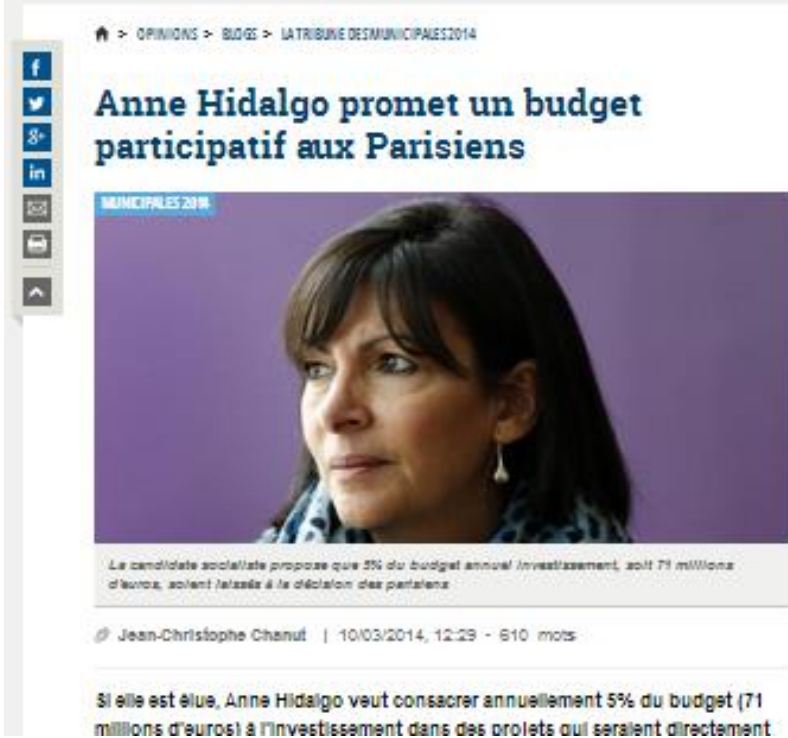 > OPINIONS > BLOGS > LA TRIBUNE DES MUNICIPALES 2014
Anne Hidalgo promet un budget
participatif aux Parisiens
MUNICIPALES 2014
La candidate socialiste propose que 5% du budget annuel investissement, soit 71 millions
d'euros, soient laissés à la décision des parisiens
Jean-Christophe Chanut | 10/03/2014, 12:29 - 610 mots
Si elle est élue, Anne Hidalgo veut consacrer annuellement 5% du budget (71
millions d'euros) à l'investissement dans des projets qui seraient directement
f
8+
in